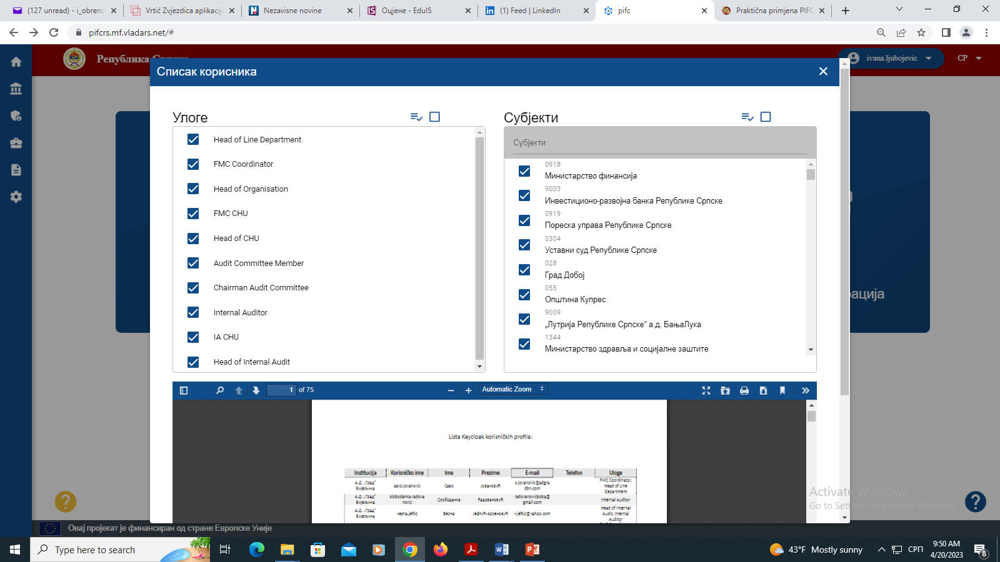 (127 unread) - i_obreno
Vrtić Zvjezdica aplikacija
Nezavisne novine
Оцјене - EduIS
(1) Feed | LinkedIn
pifc
Praktična primjena PIFC
pifcrs.mf.vladars.net/#
Република Српска
ivana.ljubojevic
СР
Списак корисника
Улоге
Head of Line Department
FMC Coordinator
Head of Organisation
FMC CHU
Head of CHU
Audit Committee Member
Chairman Audit Committee
Internal Auditor
IA CHU
Head of Internal Audit
Субјекти
Субјекти
0918
Министарство финансија
9003
Инвестиционо-развојна банка Републике Српске
0919
Пореска управа Републике Српске
0304
Уставни суд Републике Српске
028
Град Добој
055
Општина Купрес
9009
„Лутрија Републике Српске“ а.д. БањаЛука
1344
Министарство здравља и социјалне заштите
рација
1 of 75
Automatic Zoom
Lista Keycloak korisničkih profila:
Institucija Korisničko ime Ime Prezime E-mail Telefon Uloge
А.Д. „Град“ Бијељина savo.jovanovic Саво Јовановић s.jovanovic@adgradbn.com FMC Coordinator, Head of Line Department
А.Д. „Град“ Бијељина slobodanka-radovanovic Слободанка Радовановић radovanovicboba@gmail.com Internal Auditor
А.Д. „Град“ Бијељина vesna.jeftic Весна Јефтић-Арсеновић v.jeftic@yahoo.com Head of Internal Audit, Internal Auditor
Activate Windows
Go to Settings to activate Windows.
Овај пројекат је финансиран од стране Европске Уније
Type here to search
43°F Mostly sunny
СРП
9:50 AM
4/20/2023
8